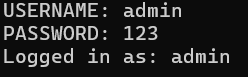 USERNAME: admin
PASSWORD: 123
Logged in as: admin